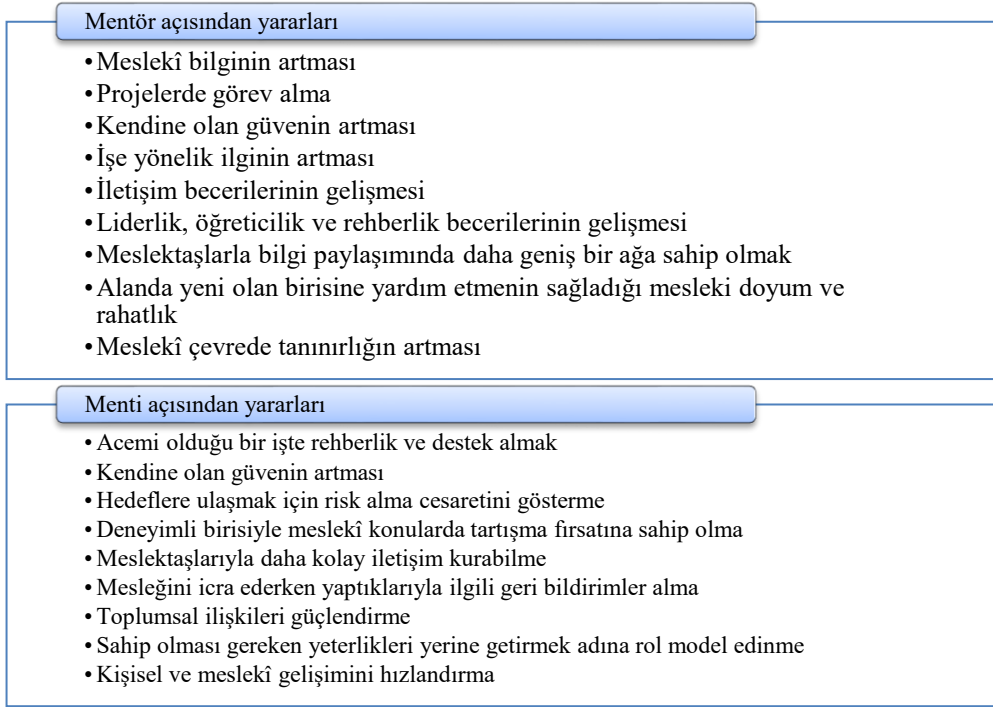 Mentör açısından yararları
•Meslekî bilginin artması
•Projelerde görev alma
•Kendine olan güvenin artması
•İşe yönelik ilginin artması
•İletişim becerilerinin gelişmesi
•Liderlik, öğreticilik ve rehberlik becerilerinin gelişmesi
•Meslektaşlarla bilgi paylaşımında daha geniş bir ağa sahip olmak
•Alanda yeni olan birisine yardım etmenin sağladığı mesleki doyum ve
rahatlık
•Meslekî çevrede tanınırlığın artması
Menti açısından yararları
•Acemi olduğu bir işte rehberlik ve destek almak
•Kendine olan güvenin artması
•Hedeflere ulaşmak için risk alma cesaretini gösterme
•Deneyimli birisiyle meslekî konularda tartışma fırsatına sahip olma
•Meslektaşlarıyla daha kolay iletişim kurabilme
•Mesleğini icra ederken yaptıklarıyla ilgili geri bildirimler alma
•Toplumsal ilişkileri güçlendirme
•Sahip olması gereken yeterlikleri yerine getirmek adına rol model edinme
•Kişisel ve meslekî gelişimini hızlandırma